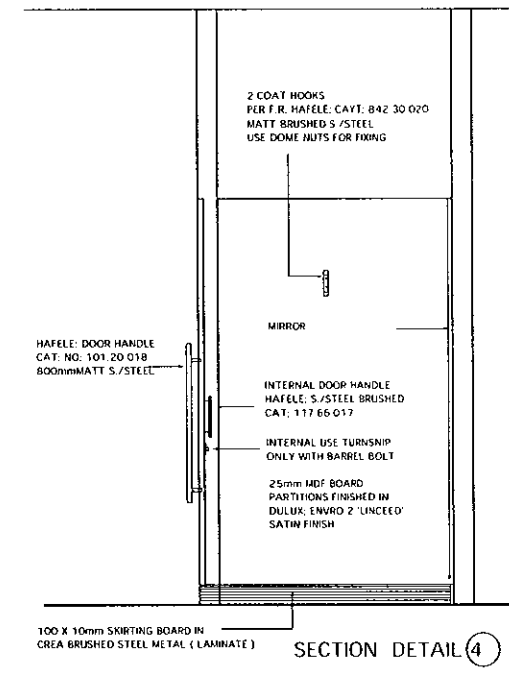 2 COAT HOOKS
PER F.R. HAFELE; CAYT; 842 30 020
MATT BRUSHED S /STEEL
USE DOME NUTS FOR FIXING
MIRROR
HAFELE; DOOR HANDLE
CAT; NO; 101.20 018
800mmMATT S./STEEL
INTERNAL DOOR HANDLE
HAFELE; S./STEEL BRUSHED
CAT; 117 66 017
INTERNAL USE TURNSNIP
ONLY WITH BARREL BOLT
25mm MDF BOARD
PARTITIONS FINISHED IN
DULUX; ENVRO 2 'LINCEED'
SATIN FINISH
100 X 10mm SKIRTING BOARD IN
CREA BRUSHED STEEL METAL ( LAMINATE )
SECTION DETAIL 4